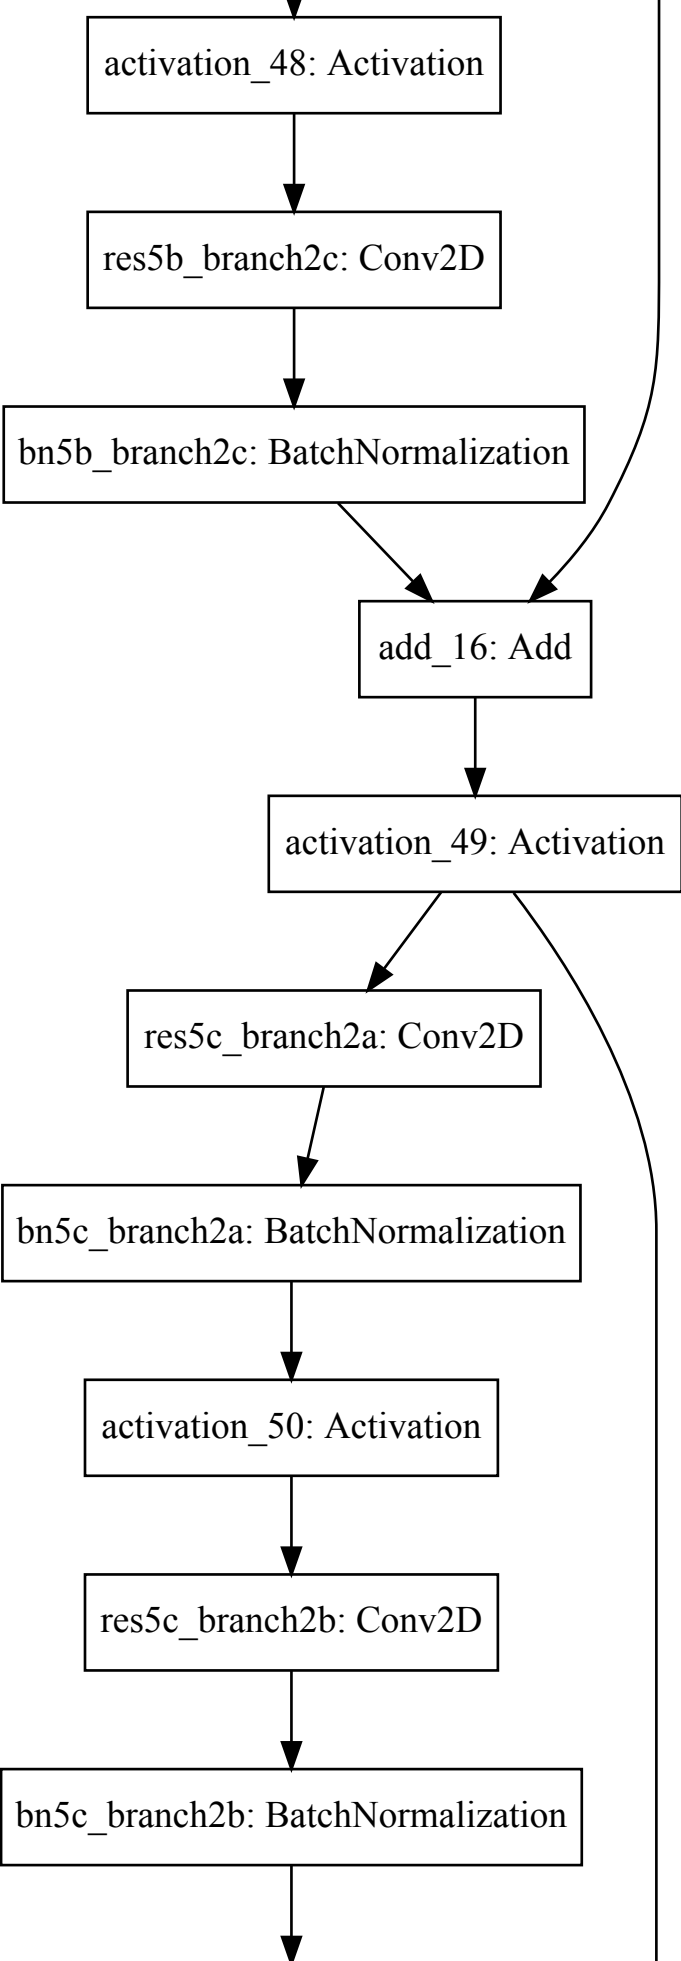 activation_48: Activation
res5b_branch2c: Conv2D
bn5b_branch2c: BatchNormalization
add_16: Add
activation_49: Activation
res5c_branch2a: Conv2D
bn5c_branch2a: BatchNormalization
activation_50: Activation
res5c_branch2b: Conv2D
bn5c_branch2b: BatchNormalization